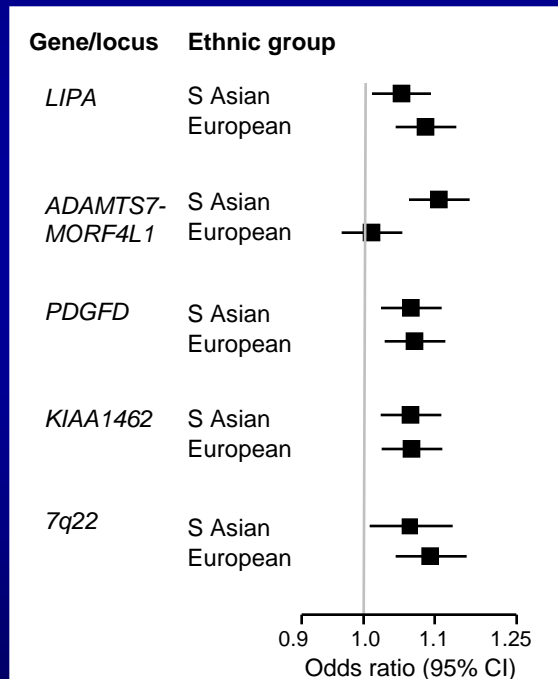 Gene/locus Ethnic group
LIPA S Asian
European
ADAMTS7- S Asian
MORF4L1 European
PDGFD S Asian
European
KIAA1462 S Asian
European
7q22 S Asian
European
0.9 1.0 1.1 1.25
Odds ratio (95% CI)